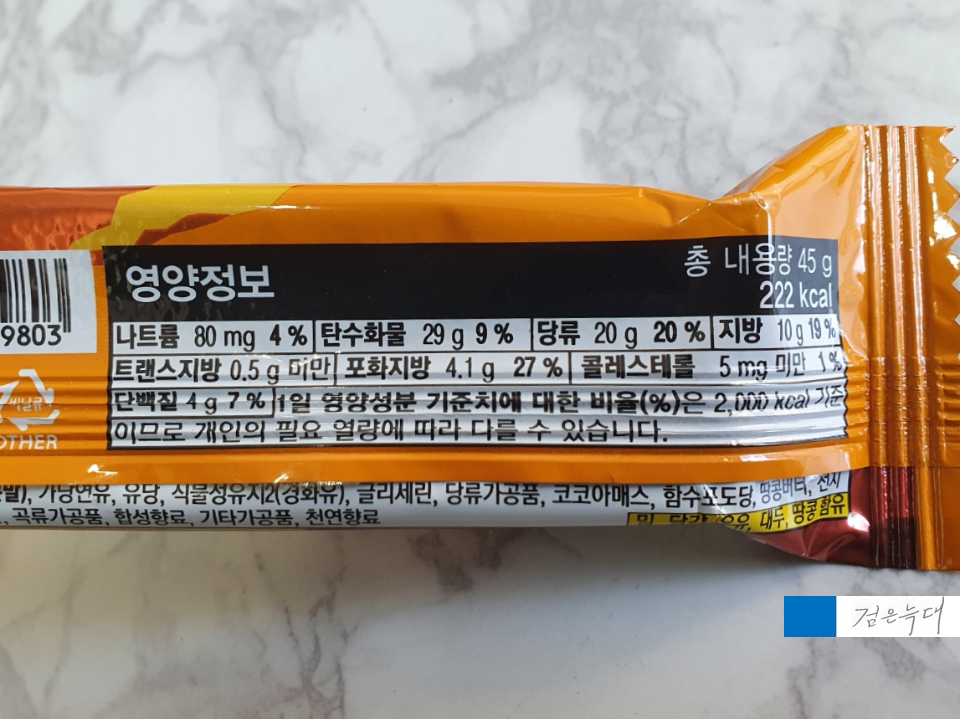 영양정보
총 내용량 45 g
222 kcal
나트륨 80 mg 4 % 탄수화물 29 g 9 % 당류 20 g 20 % 지방 10 g 19 %
트랜스지방 0.5 g 미만 포화지방 4.1 g 27 % 콜레스테롤 5 mg 미만 1 %
단백질 4 g 7 % 1일 영양성분 기준치에 대한 비율(%)은 2,000 kcal 기준
이므로 개인의 필요 열량에 따라 다를 수 있습니다.
9803
비닐류
OTHER
가당연유, 유당, 식물성유지2(경화유), 글리세린, 당류가공품, 코코아매스, 함수포도당, 땅콩버터, 전지
곡류가공품, 합성향료, 기타가공품, 천연향료
대두, 땅콩함유
검은늑대